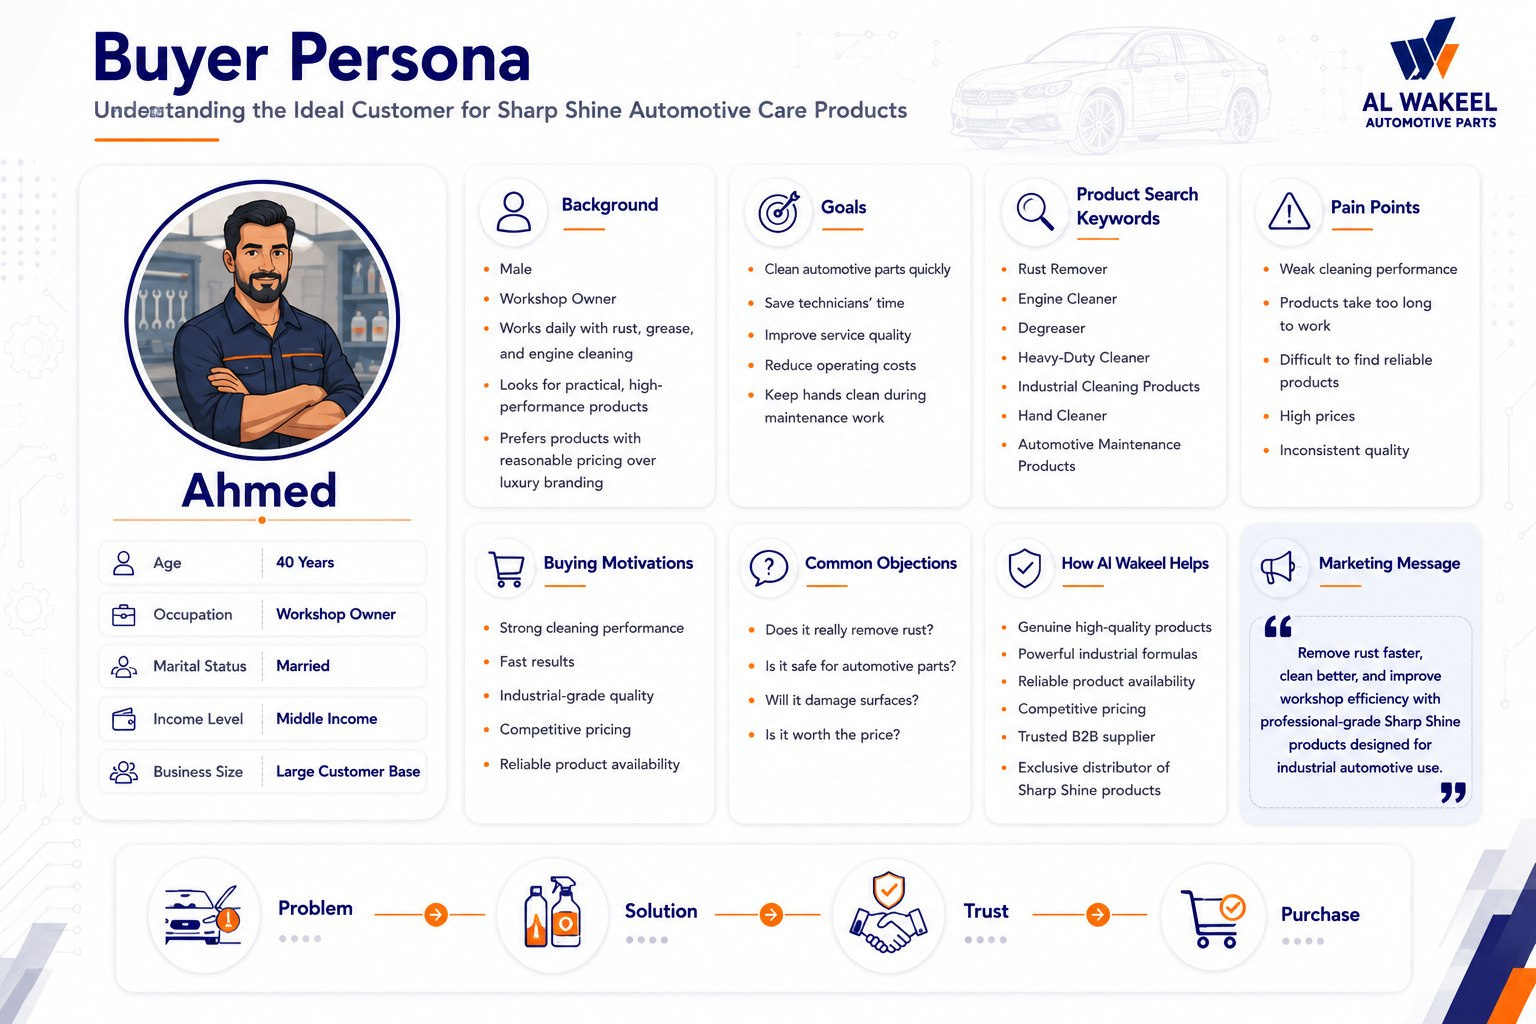 Buyer Persona
Understanding the Ideal Customer for Sharp Shine Automotive Care Products
AL WAKEEL
AUTOMOTIVE PARTS
Ahmed
Age
40 Years
Occupation
Workshop Owner
Marital Status
Married
Income Level
Middle Income
Business Size
Large Customer Base
Background
Male
Workshop Owner
Works daily with rust, grease,
and engine cleaning
Looks for practical, high-
performance products
Prefers products with
reasonable pricing over
luxury branding
Goals
Clean automotive parts quickly
Save technicians' time
Improve service quality
Reduce operating costs
Keep hands clean during
maintenance work
Product Search
Keywords
Rust Remover
Engine Cleaner
Degreaser
Heavy-Duty Cleaner
Industrial Cleaning Products
Hand Cleaner
Automotive Maintenance
Products
Pain Points
Weak cleaning performance
Products take too long
to work
Difficult to find reliable
products
High prices
Inconsistent quality
Buying Motivations
Strong cleaning performance
Fast results
Industrial-grade quality
Competitive pricing
Reliable product availability
Common Objections
Does it really remove rust?
Is it safe for automotive parts?
Will it damage surfaces?
Is it worth the price?
How Al Wakeel Helps
Genuine high-quality products
Powerful industrial formulas
Reliable product availability
Competitive pricing
Trusted B2B supplier
Exclusive distributor of
Sharp Shine products
Marketing Message
“
Remove rust faster,
clean better, and improve
workshop efficiency with
professional-grade Sharp Shine
products designed for
industrial automotive use.
”
Problem
Solution
Trust
Purchase